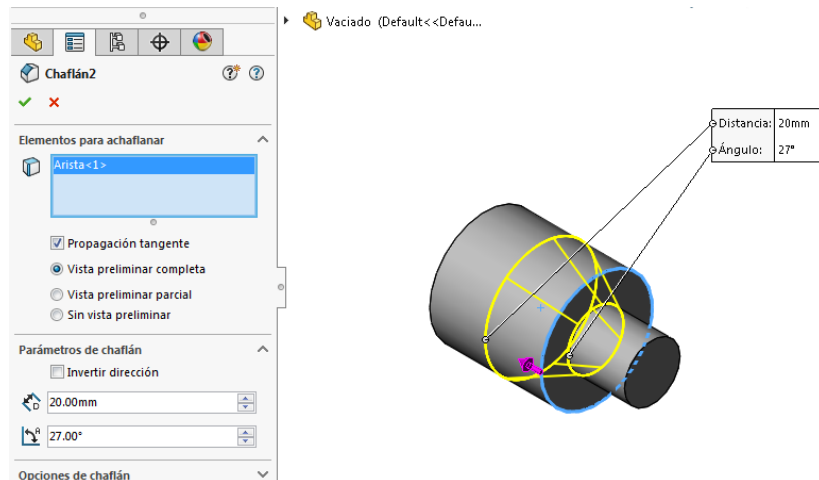 Vaciado (Default<<Defau...
Chaflán2
Elementos para achaflanar
Arista<1>
Propagación tangente
Vista preliminar completa
Vista preliminar parcial
Sin vista preliminar
Parámetros de chaflán
Invertir dirección
D
20.00mm
A
27.00°
Opciones de chaflán
Distancia: 20mm
Ángulo: 27°